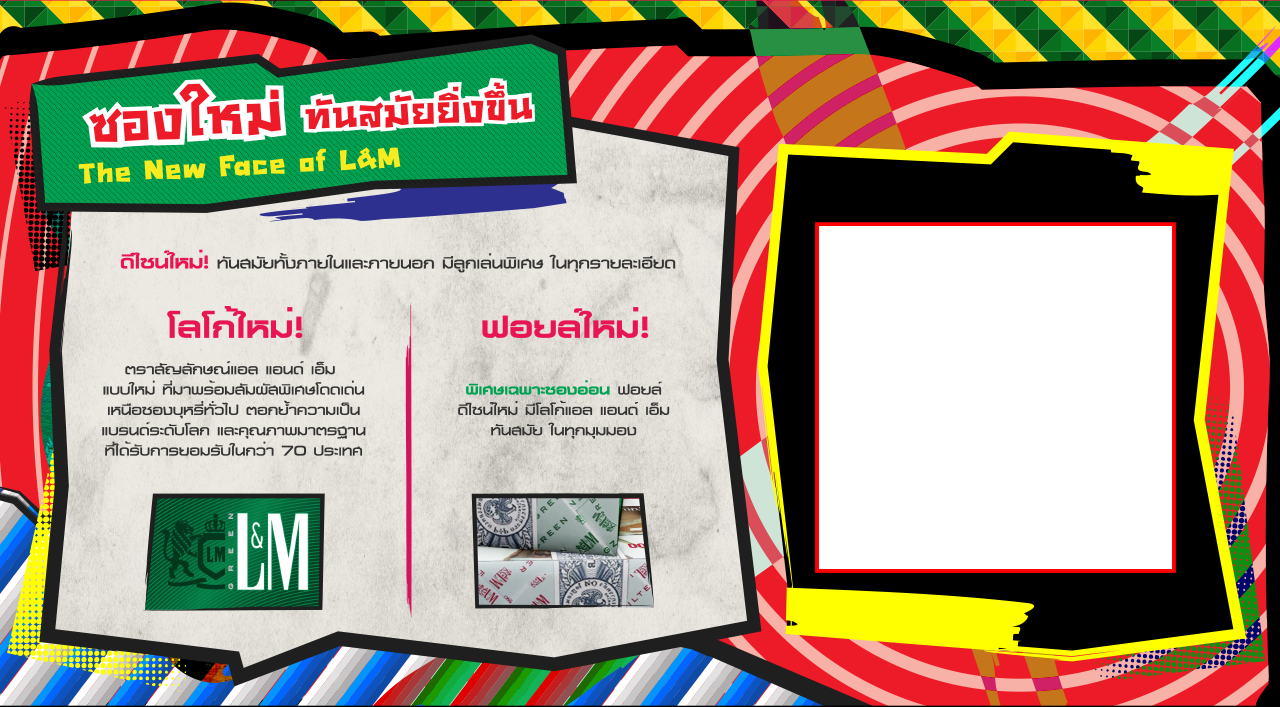 ซองใหม่ ทันสมัยยิ่งขึ้น
The New Face of L&M
ดีไซน์ใหม่! ทันสมัยทั้งภายในและภายนอก มีลูกเล่นพิเศษ ในทุกรายละเอียด
โลโก้ใหม่!
ตราสัญลักษณ์แอล แอนด์ เอ็ม
แบบใหม่ ที่มาพร้อมสัมผัสพิเศษโดดเด่น
เหนือซองบุหรี่ทั่วไป ตอกย้ำความเป็น
แบรนด์ระดับโลก และคุณภาพมาตรฐาน
ที่ได้รับการยอมรับในกว่า 70 ประเทศ
ฟอยล์ใหม่!
พิเศษเฉพาะซองอ่อน ฟอยล์
ดีไซน์ใหม่ มีโลโก้แอล แอนด์ เอ็ม
ทันสมัย ในทุกมุมมอง
LM
GREEN
L&M